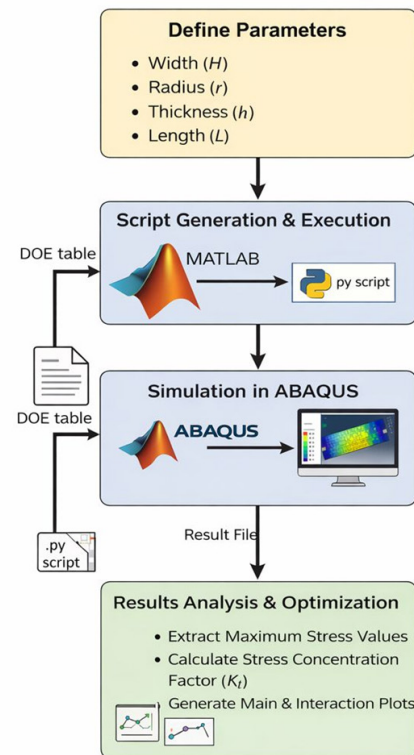 Define Parameters
• Width (H)
• Radius (r)
• Thickness (h)
• Length (L)
Script Generation & Execution
DOE table
MATLAB
py script
Simulation in ABAQUS
DOE table
ABAQUS
.py
script
Result File
Results Analysis & Optimization
• Extract Maximum Stress Values
• Calculate Stress Concentration
Factor (Kt)
Generate Main & Interaction Plots